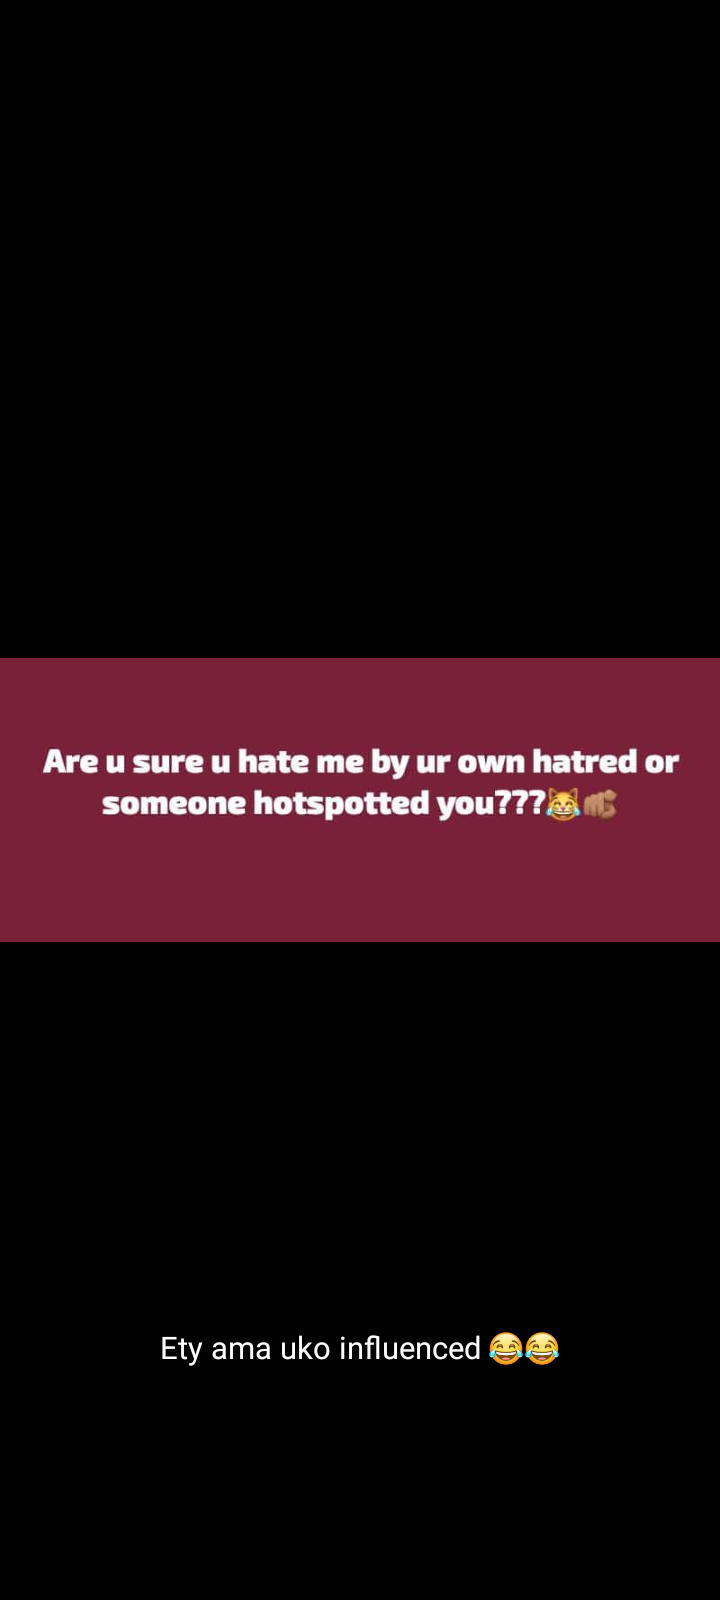 Are u sure u hate me by ur own hatred or
someone hotspotted you???😹🫵🏽
Ety ama uko influenced 😂😂